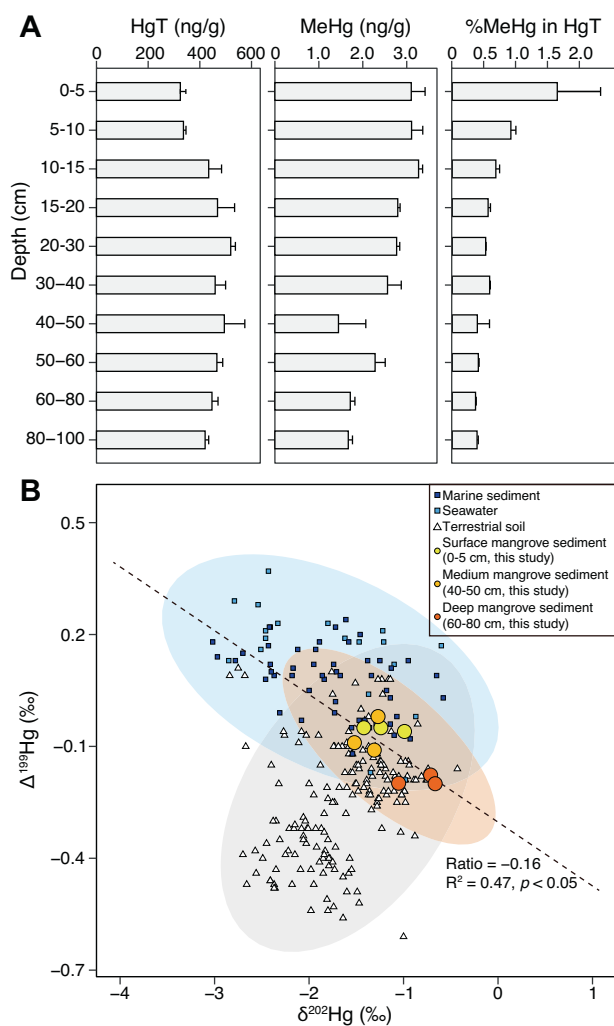 A
HgT (ng/g)
MeHg (ng/g)
%MeHg in HgT
0 200 400 600
0 1.0 2.0 3.0
0 0.5 1.0 1.5 2.0
Depth (cm)
0-5
5-10
10-15
15-20
20-30
30–40
40–50
50–60
60–80
80–100
B
Marine sediment
Seawater
Terrestrial soil
Surface mangrove sediment
(0-5 cm, this study)
Medium mangrove sediment
(40-50 cm, this study)
Deep mangrove sediment
(60-80 cm, this study)
Δ¹⁹⁹Hg (‰)
0.5
0.2
−0.1
−0.4
−0.7
Ratio = −0.16
R² = 0.47, p < 0.05
−4 −3 −2 −1 0 1
δ²⁰²Hg (‰)